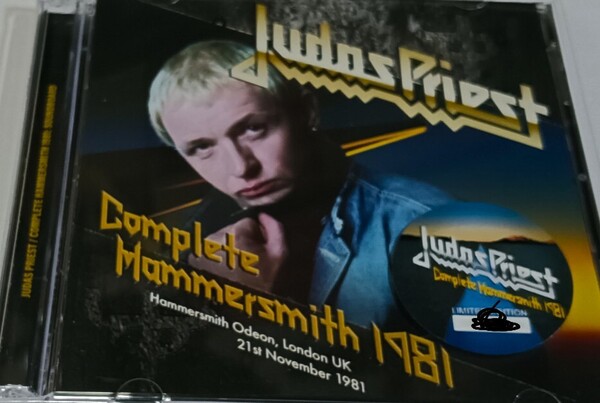 JUDAS PRIEST / COMPLETE HAMMERSMITH 1981
Judas Priest
Complete
Hammersmith 1981
Hammersmith Odeon, London UK
21st November 1981
Judas Priest
Complete Hammersmith 1981
LIMITED EDITION